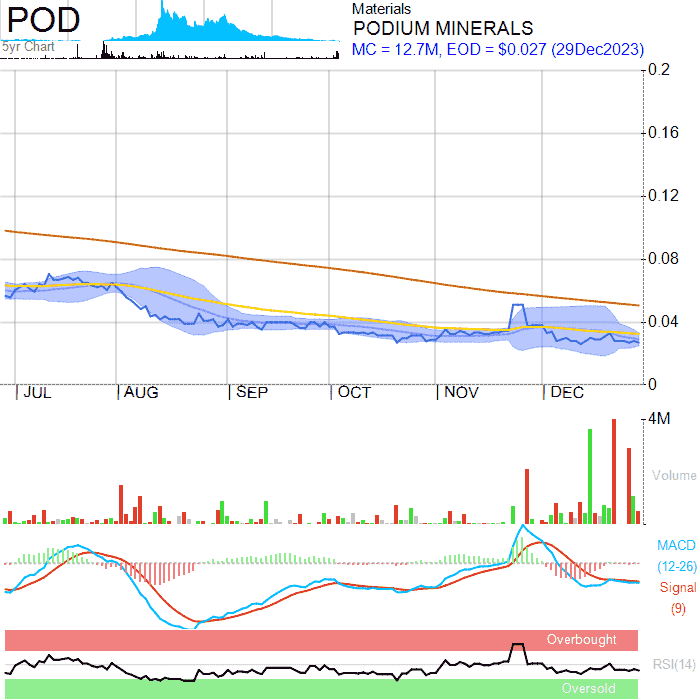 POD
5yr Chart
Materials
PODIUM MINERALS
MC = 12.7M, EOD = $0.027 (29Dec2023)
0.2
0.16
0.12
0.08
0.04
0
JUL AUG SEP OCT NOV DEC
4M
Volume
MACD
(12-26)
Signal
(9)
Overbought
RSI(14)
Oversold